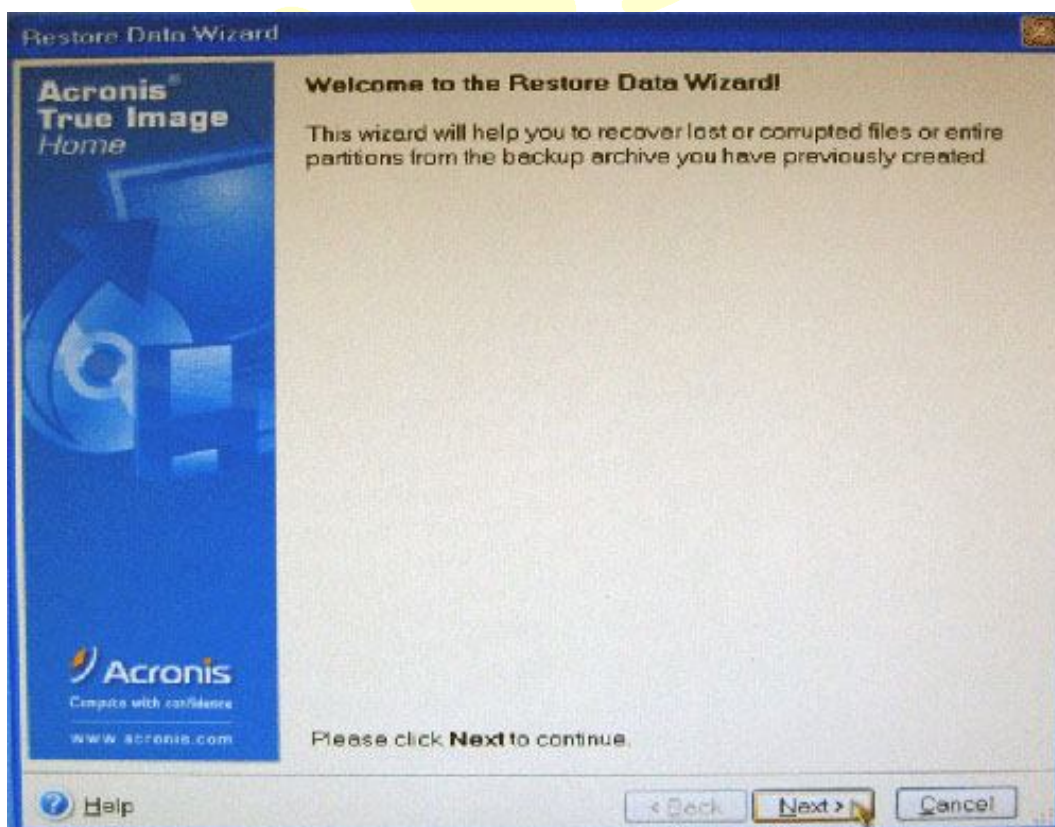 Restore Data Wizard
Acronis®
True Image
Home
Welcome to the Restore Data Wizard!
This wizard will help you to recover lost or corrupted files or entire
partitions from the backup archive you have previously created
Acronis
Compute with confidence
www.acronis.com
Please click Next to continue.
Help
< Back
Next >
Cancel